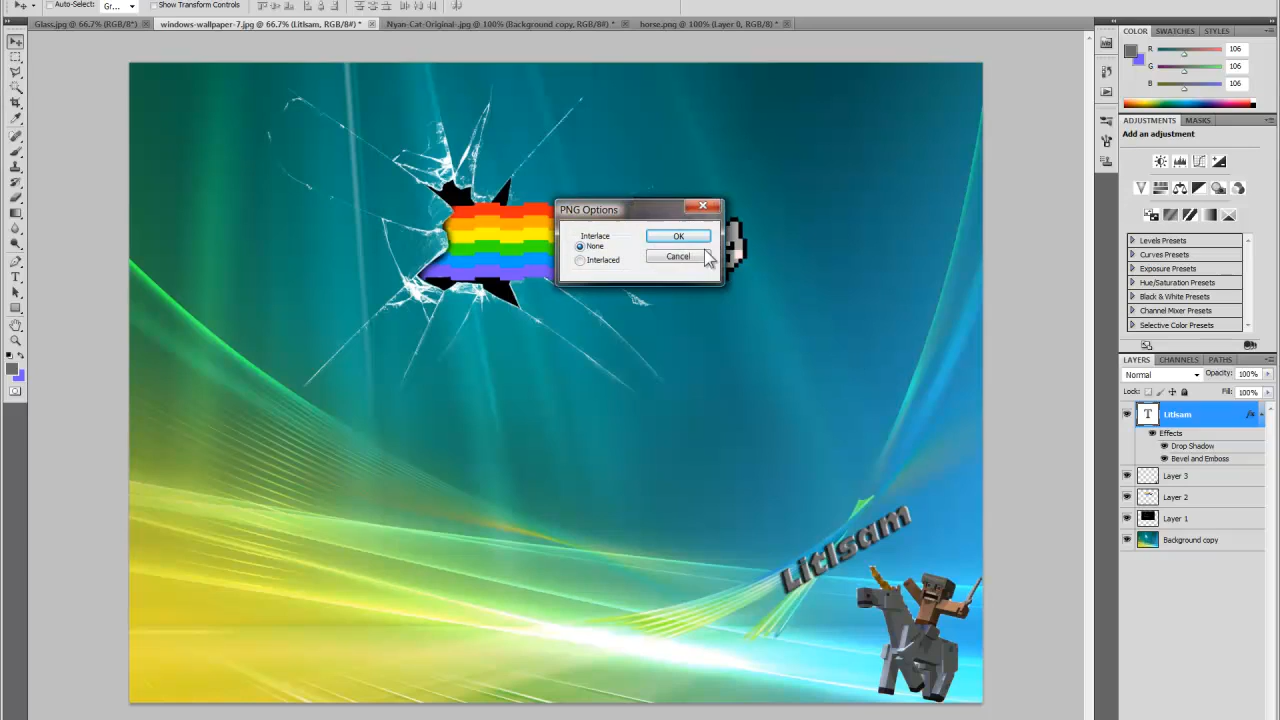 Auto-Select: Gr... Show Transform Controls
Glass.jpg @ 66.7% (RGB/8*) windows-wallpaper-7.jpg @ 66.7% (Litlsam, RGB/8#) * Nyan-Cat-Original-.jpg @ 100% (Background copy, RGB/8#) * horse.png @ 100% (Layer 0, RGB/8) *
COLOR SWATCHES STYLES
R 106
G 106
B 106
ADJUSTMENTS MASKS
Add an adjustment
Levels Presets
Curves Presets
Exposure Presets
Hue/Saturation Presets
Black & White Presets
Channel Mixer Presets
Selective Color Presets
LAYERS CHANNELS PATHS
Normal Opacity: 100%
Lock: Fill: 100%
T Litlsam fx
Effects
Drop Shadow
Bevel and Emboss
Layer 3
Layer 2
Layer 1
Background copy
PNG Options
Interlace
None
Interlaced
OK
Cancel
Litlsam